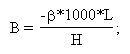 B = -β*1000*L / H ;